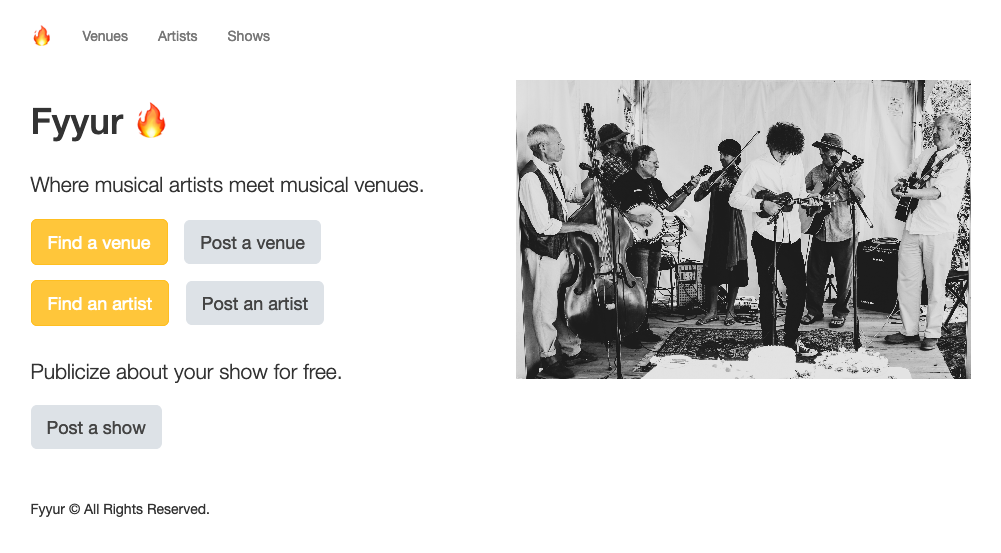 Venues Artists Shows
Fyyur 🔥
Where musical artists meet musical venues.
Find a venue Post a venue
Find an artist Post an artist
Publicize about your show for free.
Post a show
Fyyur © All Rights Reserved.